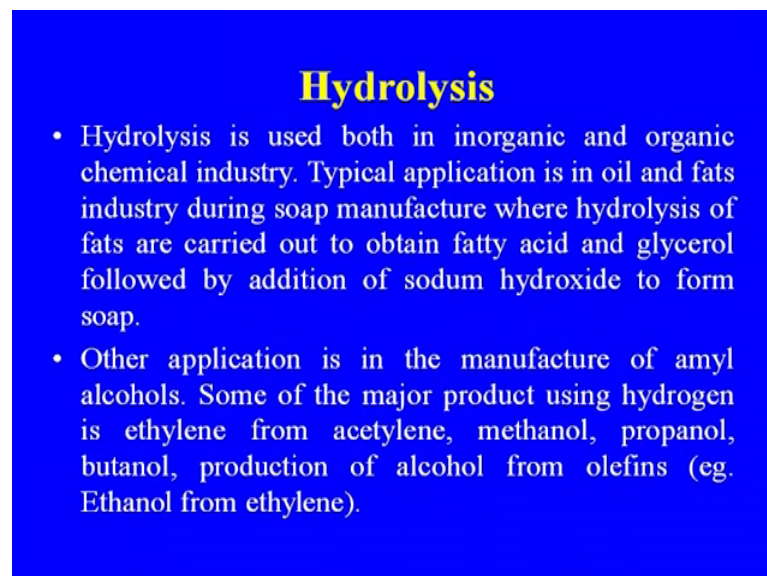 Hydrolysis
• Hydrolysis is used both in inorganic and organic
chemical industry. Typical application is in oil and fats
industry during soap manufacture where hydrolysis of
fats are carried out to obtain fatty acid and glycerol
followed by addition of sodum hydroxide to form
soap.
• Other application is in the manufacture of amyl
alcohols. Some of the major product using hydrogen
is ethylene from acetylene, methanol, propanol,
butanol, production of alcohol from olefins (eg.
Ethanol from ethylene).